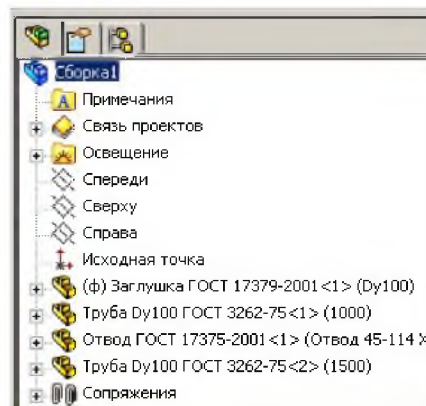 Сборка1
Примечания
Связь проектов
Освещение
Спереди
Сверху
Справа
Исходная точка
(ф) Заглушка ГОСТ 17379-2001<1> (Dy100)
Труба Dy100 ГОСТ 3262-75<1> (1000)
Отвод ГОСТ 17375-2001<1> (Отвод 45-114
Труба Dy100 ГОСТ 3262-75<2> (1500)
Сопряжения